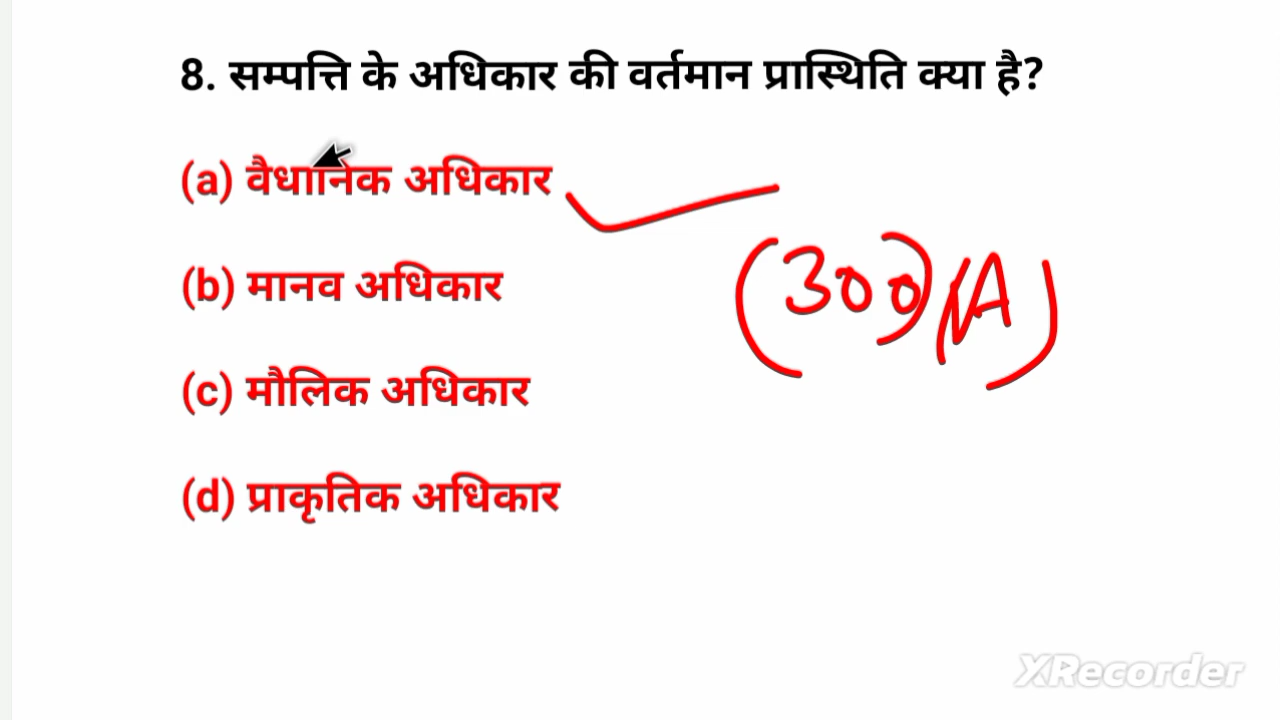 8. सम्पत्ति के अधिकार की वर्तमान प्रास्थिति क्या है?
(a) वैधानिक अधिकार
(300)(A)
(b) मानव अधिकार
(c) मौलिक अधिकार
(d) प्राकृतिक अधिकार
XRecorder